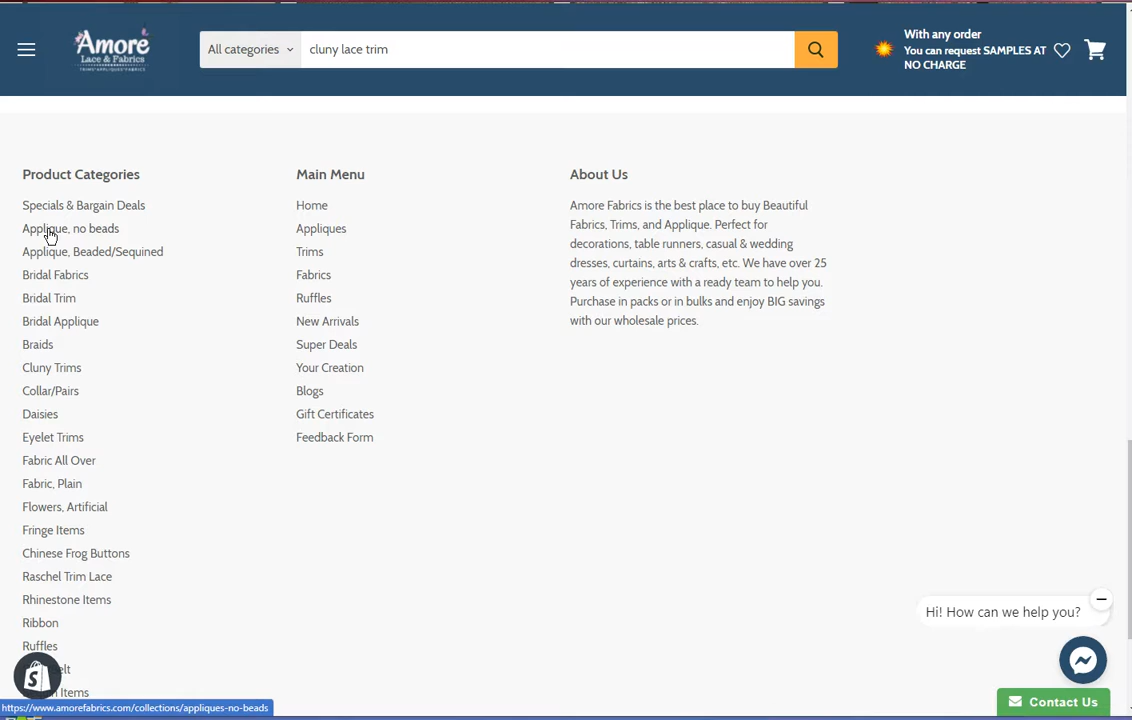 Amore
Lace & Fabrics
TRIMS*APPLIQUES*FABRICS
All categories
cluny lace trim
With any order
You can request SAMPLES AT
NO CHARGE
Product Categories
Specials & Bargain Deals
Applique, no beads
Applique, Beaded/Sequined
Bridal Fabrics
Bridal Trim
Bridal Applique
Braids
Cluny Trims
Collar/Pairs
Daisies
Eyelet Trims
Fabric All Over
Fabric, Plain
Flowers, Artificial
Fringe Items
Chinese Frog Buttons
Raschel Trim Lace
Rhinestone Items
Ribbon
Ruffles
Main Menu
Home
Appliques
Trims
Fabrics
Ruffles
New Arrivals
Super Deals
Your Creation
Blogs
Gift Certificates
Feedback Form
About Us
Amore Fabrics is the best place to buy Beautiful
Fabrics, Trims, and Applique. Perfect for
decorations, table runners, casual & wedding
dresses, curtains, arts & crafts, etc. We have over 25
years of experience with a ready team to help you.
Purchase in packs or in bulks and enjoy BIG savings
with our wholesale prices.
Hi! How can we help you?
Items
Contact Us
https://www.amorefabrics.com/collections/appliques-no-beads